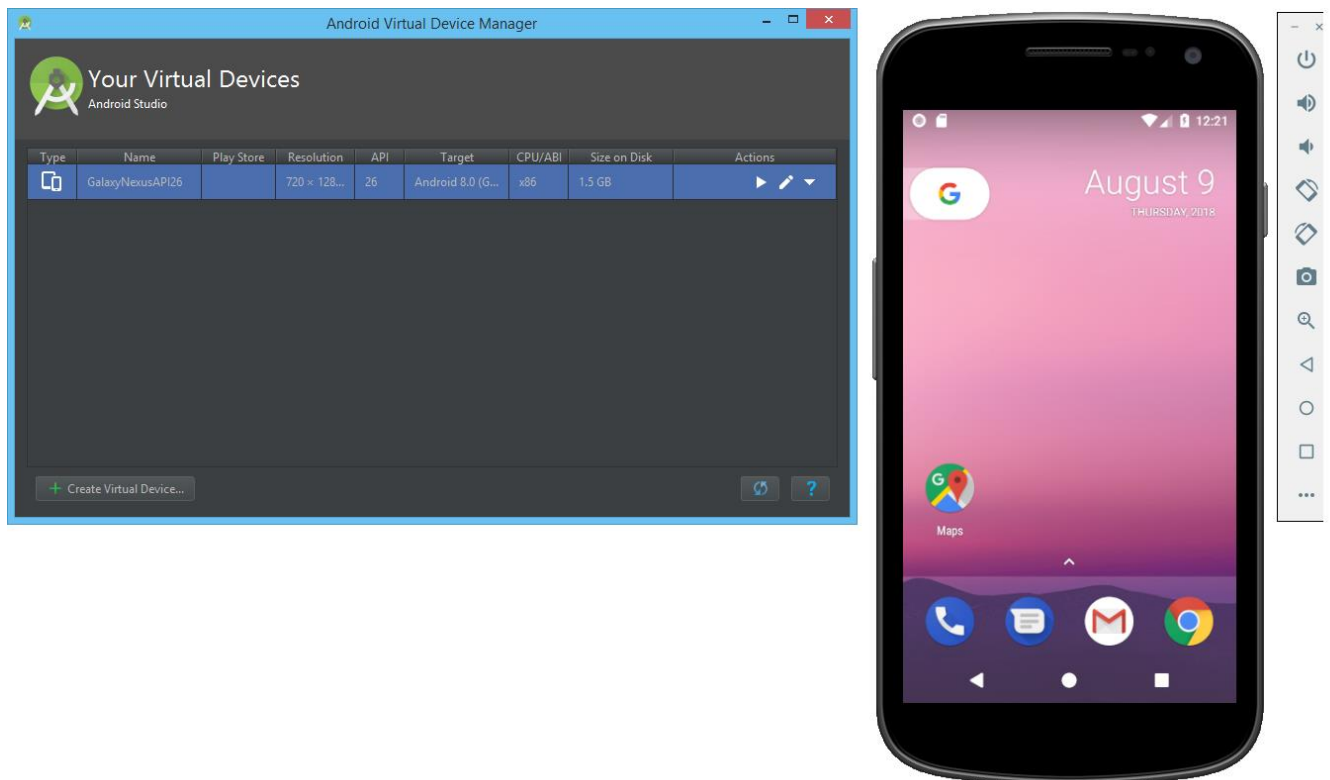 Android Virtual Device Manager
Your Virtual Devices
Android Studio
Type Name Play Store Resolution API Target CPU/ABI Size on Disk Actions
GalaxyNexusAPI26 720 × 128... 26 Android 8.0 (G... x86 1.5 GB
+ Create Virtual Device...
?
12:21
G
August 9
THURSDAY, 2018
G
Maps